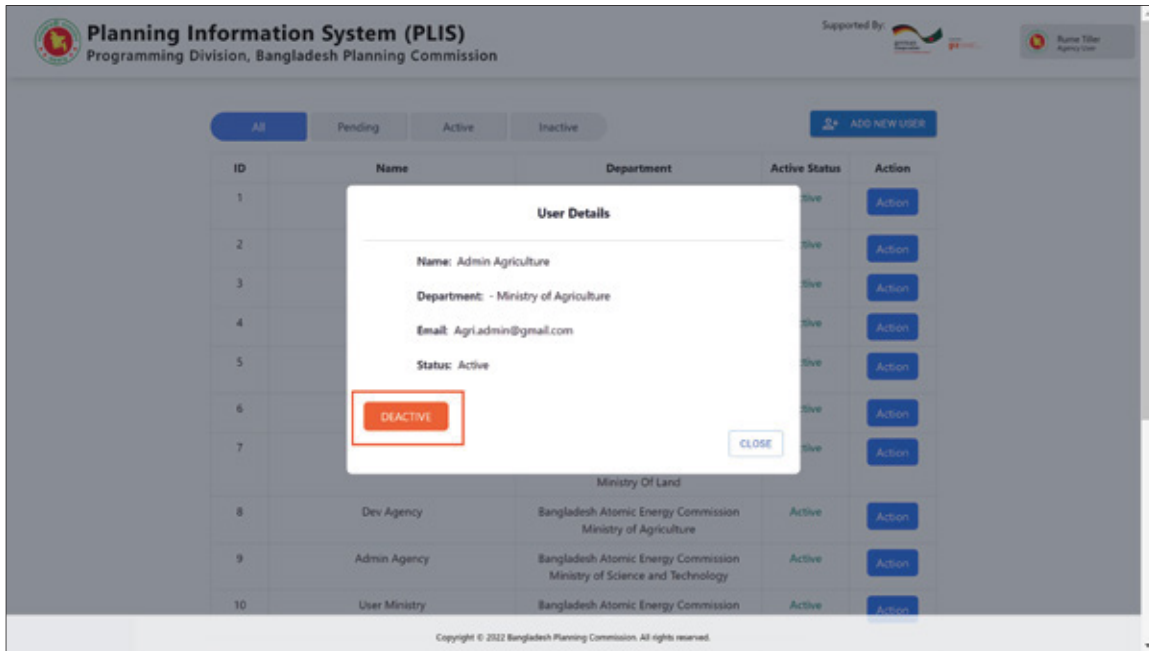 Planning Information System (PLIS)
Programming Division, Bangladesh Planning Commission
Supported By:
Rume Tiller
Agency User
All Pending Active Inactive
ADD NEW USER
ID Name Department Active Status Action
1 Action
2 Action
3 Action
4 Action
5 Action
6 Action
7 Action
User Details
Name: Admin Agriculture
Department: - Ministry of Agriculture
Email: Agri.admin@gmail.com
Status: Active
DEACTIVE
CLOSE
Ministry Of Land
8 Dev Agency Bangladesh Atomic Energy Commission Active Action
Ministry of Agriculture
9 Admin Agency Bangladesh Atomic Energy Commission Active Action
Ministry of Science and Technology
10 User Ministry Bangladesh Atomic Energy Commission Active Action
Copyright © 2022 Bangladesh Planning Commission. All rights reserved.